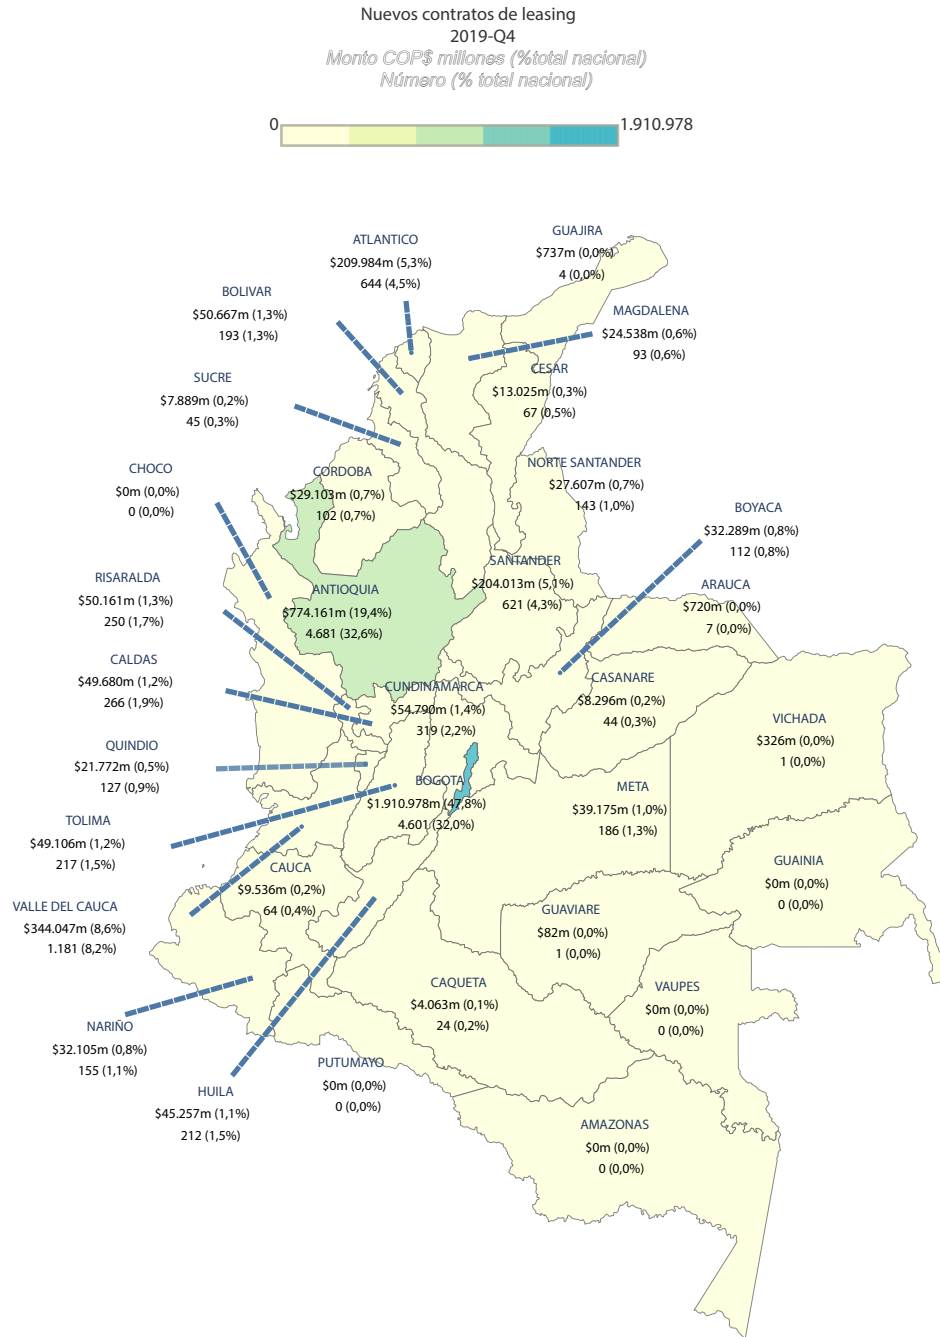 Nuevos contratos de leasing
2019-Q4
Monto COP$ millones (%total nacional)
Número (% total nacional)
0
1.910.978
GUAJIRA
$737m (0,0%)
4 (0,0%)
ATLANTICO
$209.984m (5,3%)
644 (4,5%)
BOLIVAR
$50.667m (1,3%)
193 (1,3%)
MAGDALENA
$24.538m (0,6%)
93 (0,6%)
CESAR
$13.025m (0,3%)
67 (0,5%)
SUCRE
$7.889m (0,2%)
45 (0,3%)
CHOCO
$0m (0,0%)
0 (0,0%)
CORDOBA
$29.103m (0,7%)
102 (0,7%)
NORTE SANTANDER
$27.607m (0,7%)
143 (1,0%)
BOYACA
$32.289m (0,8%)
112 (0,8%)
SANTANDER
$204.013m (5,1%)
621 (4,3%)
ARAUCA
$720m (0,0%)
7 (0,0%)
RISARALDA
$50.161m (1,3%)
250 (1,7%)
ANTIOQUIA
$774.161m (19,4%)
4.681 (32,6%)
CALDAS
$49.680m (1,2%)
266 (1,9%)
CUNDINAMARCA
$54.790m (1,4%)
319 (2,2%)
CASANARE
$8.296m (0,2%)
44 (0,3%)
VICHADA
$326m (0,0%)
1 (0,0%)
QUINDIO
$21.772m (0,5%)
127 (0,9%)
BOGOTA
$1.910.978m (47,8%)
4.601 (32,0%)
META
$39.175m (1,0%)
186 (1,3%)
TOLIMA
$49.106m (1,2%)
217 (1,5%)
CAUCA
$9.536m (0,2%)
64 (0,4%)
GUAINIA
$0m (0,0%)
0 (0,0%)
VALLE DEL CAUCA
$344.047m (8,6%)
1.181 (8,2%)
GUAVIARE
$82m (0,0%)
1 (0,0%)
CAQUETA
$4.063m (0,1%)
24 (0,2%)
VAUPES
$0m (0,0%)
0 (0,0%)
NARIÑO
$32.105m (0,8%)
155 (1,1%)
PUTUMAYO
$0m (0,0%)
0 (0,0%)
HUILA
$45.257m (1,1%)
212 (1,5%)
AMAZONAS
$0m (0,0%)
0 (0,0%)